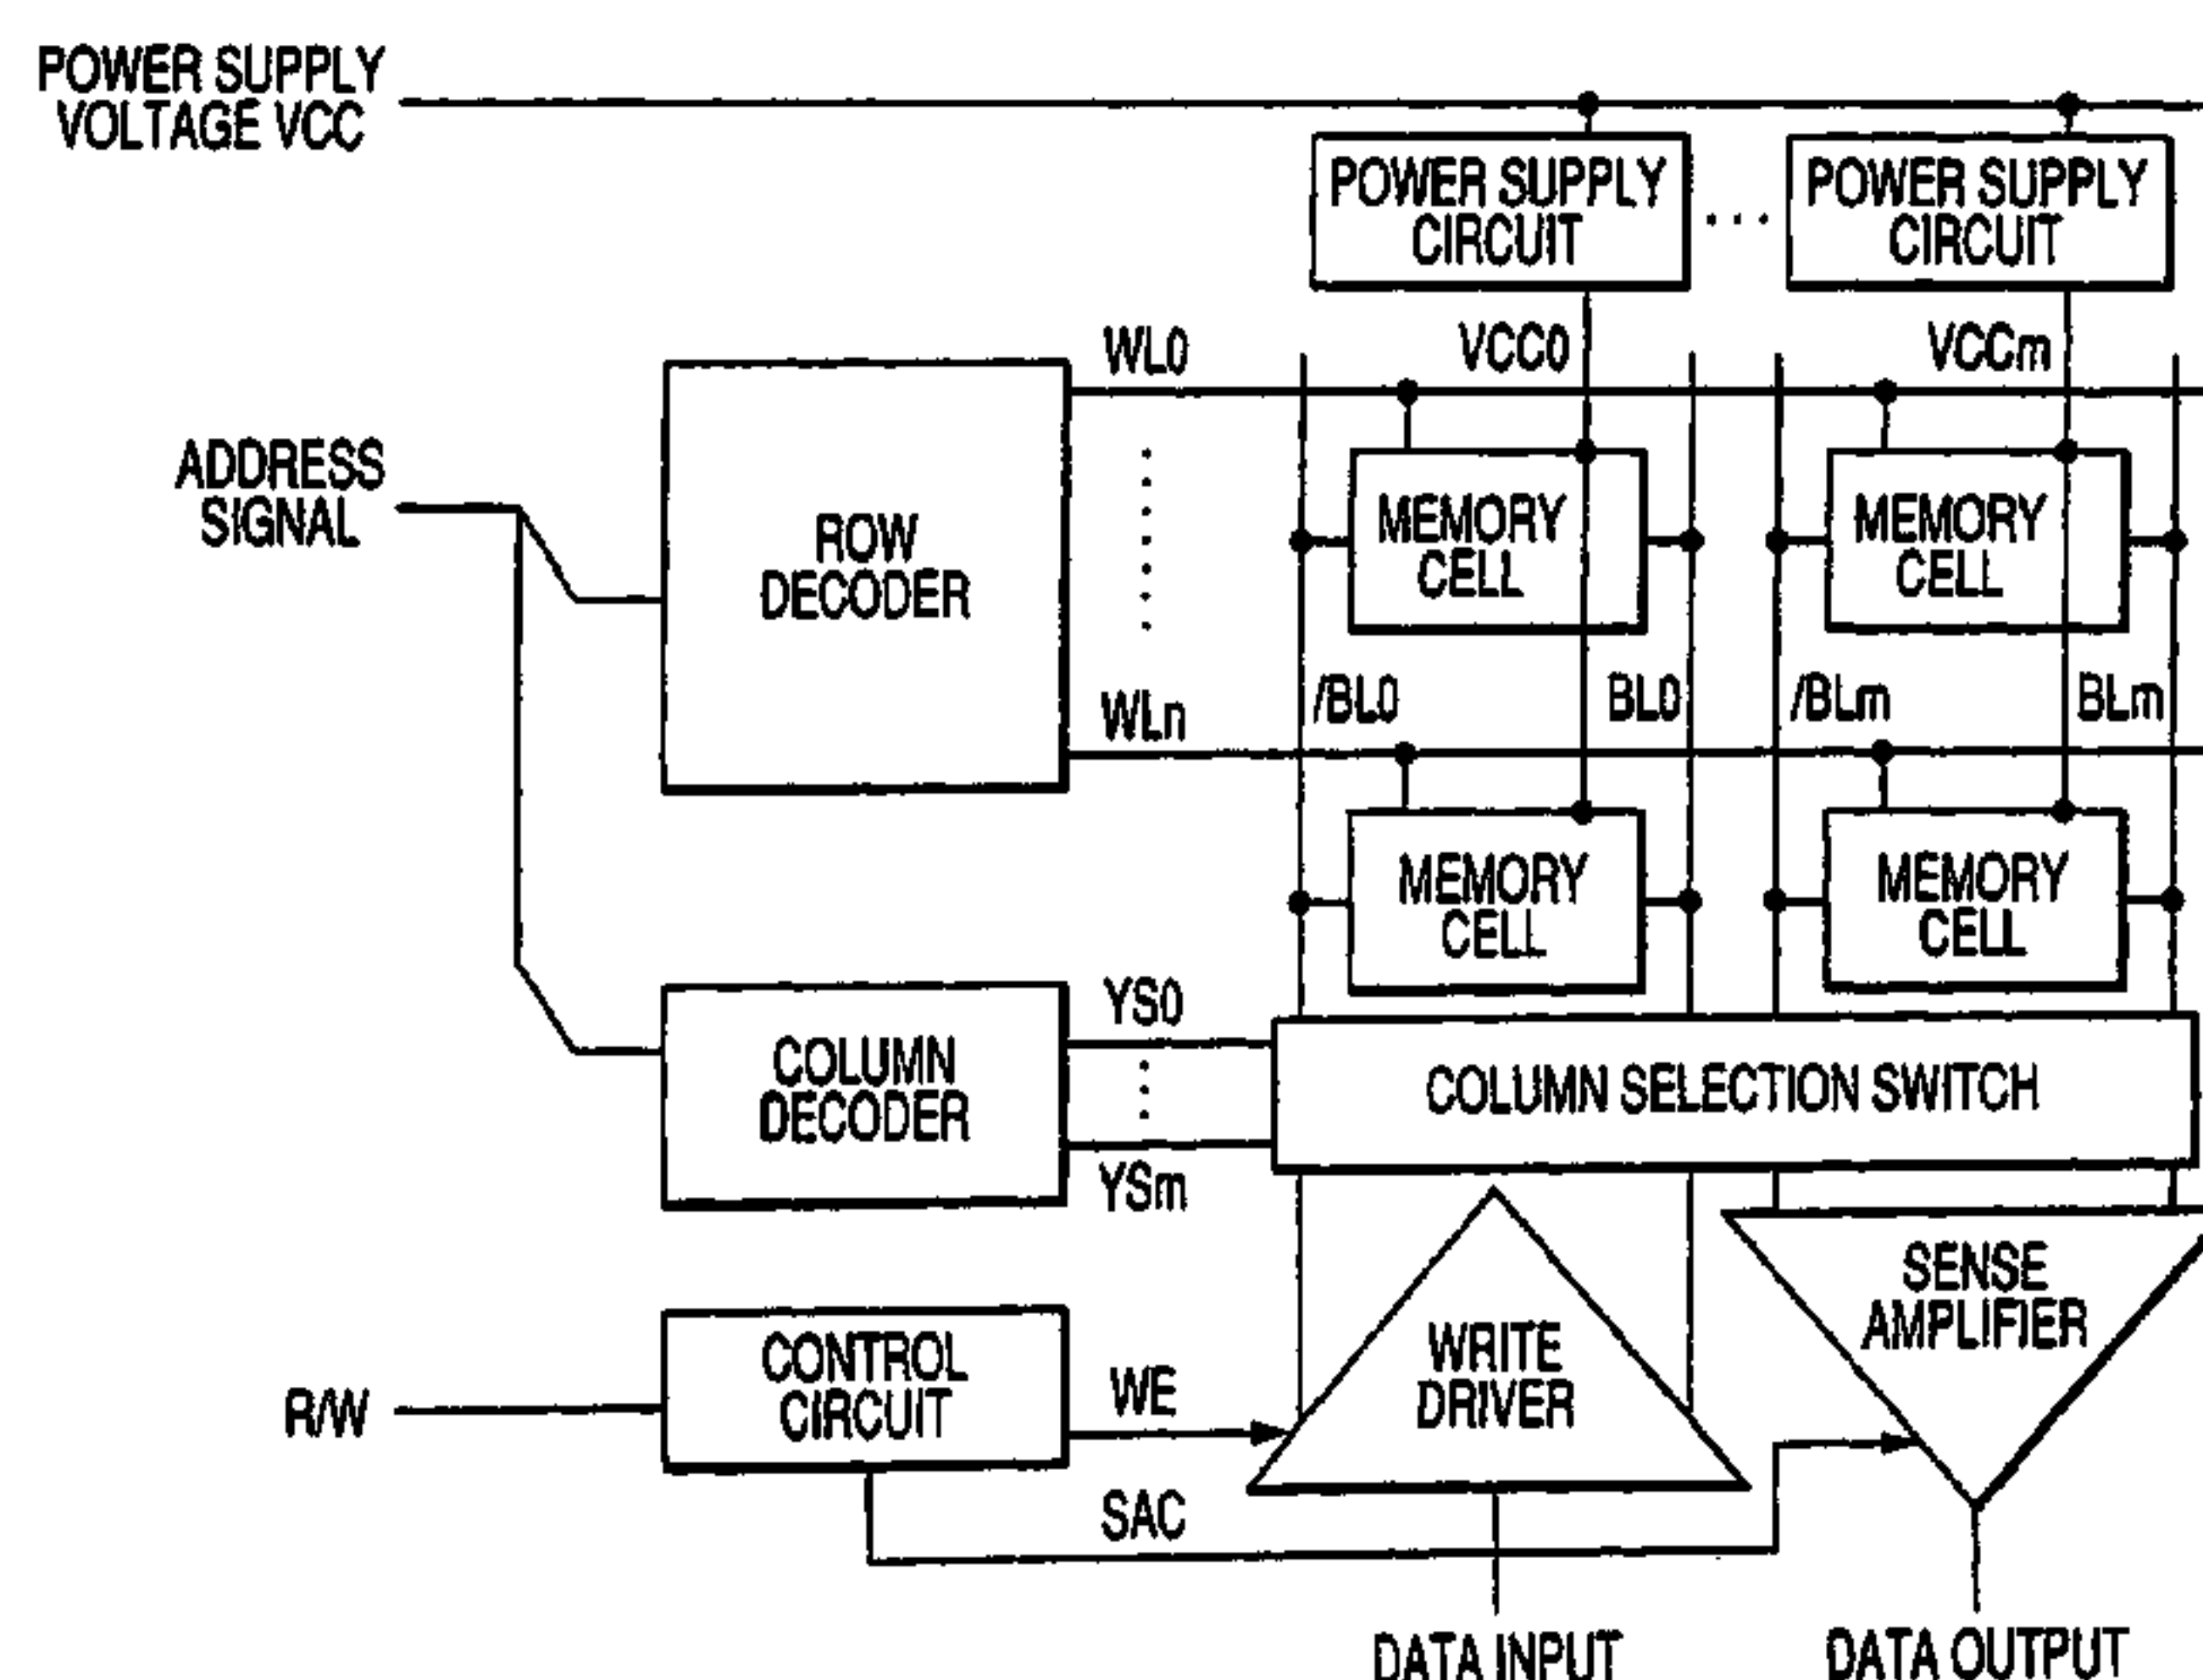 POWER SUPPLY
VOLTAGE VCC
POWER SUPPLY
CIRCUIT
...
POWER SUPPLY
CIRCUIT
WL0
VCC0
VCCm
ADDRESS
SIGNAL
ROW
DECODER
MEMORY
CELL
MEMORY
CELL
WLn
/BL0
BL0
/BLm
BLm
MEMORY
CELL
MEMORY
CELL
YS0
COLUMN
DECODER
COLUMN SELECTION SWITCH
YSm
SENSE
AMPLIFIER
CONTROL
CIRCUIT
R/W
WE
WRITE
DRIVER
SAC
DATA INPUT
DATA OUTPUT